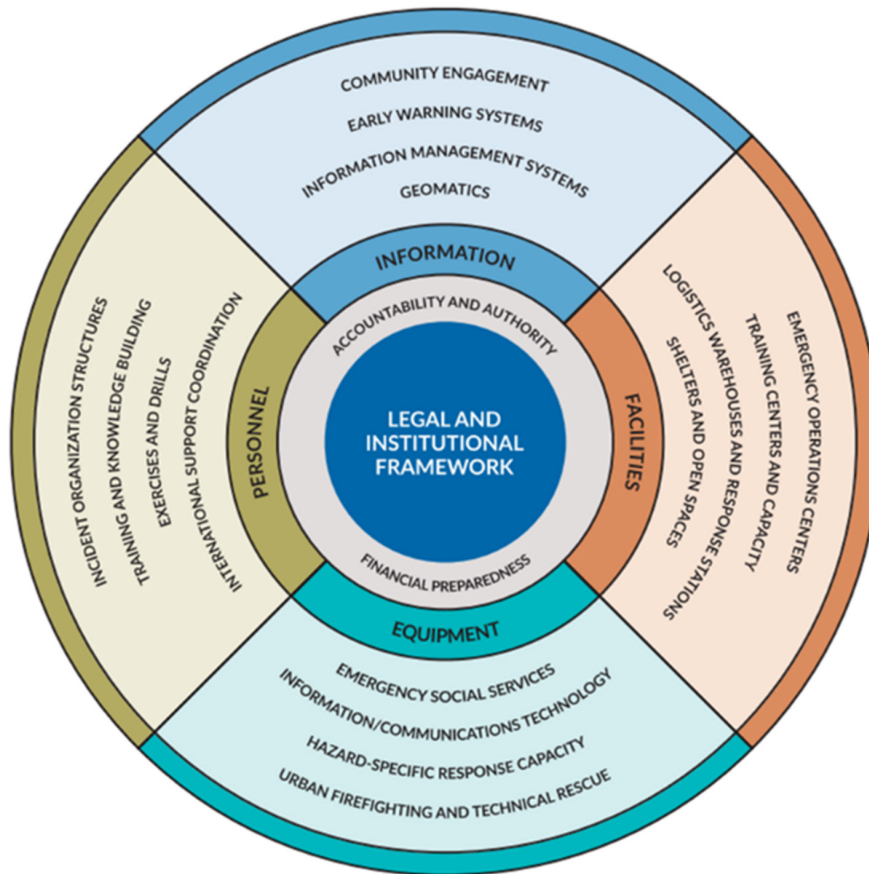 COMMUNITY ENGAGEMENT
EARLY WARNING SYSTEMS
INFORMATION MANAGEMENT SYSTEMS
GEOMATICS
INFORMATION
ACCOUNTABILITY AND AUTHORITY
LEGAL AND
INSTITUTIONAL
FRAMEWORK
FINANCIAL PREPAREDNESS
PERSONNEL
INCIDENT ORGANIZATION STRUCTURES
TRAINING AND KNOWLEDGE BUILDING
EXERCISES AND DRILLS
INTERNATIONAL SUPPORT COORDINATION
FACILITIES
EMERGENCY OPERATIONS CENTERS
TRAINING CENTERS AND CAPACITY
LOGISTICS WAREHOUSES AND RESPONSE STATIONS
SHELTERS AND OPEN SPACES
EQUIPMENT
EMERGENCY SOCIAL SERVICES
INFORMATION/COMMUNICATIONS TECHNOLOGY
HAZARD-SPECIFIC RESPONSE CAPACITY
URBAN FIREFIGHTING AND TECHNICAL RESCUE